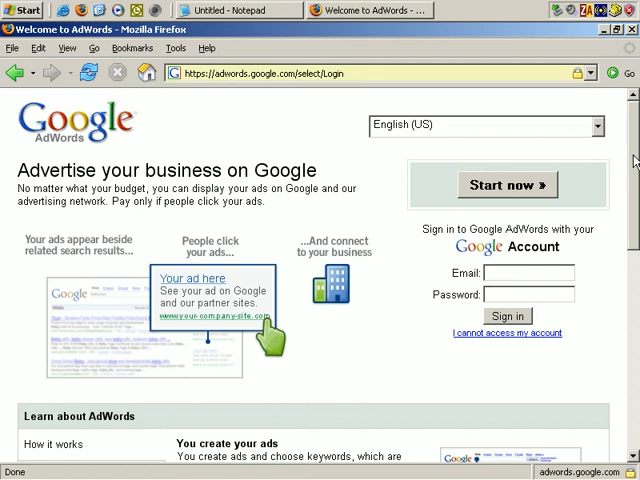 Start
Untitled - Notepad
Welcome to AdWords - ...
ZA
Welcome to AdWords - Mozilla Firefox
File Edit View Go Bookmarks Tools Help
https://adwords.google.com/select/Login
Go
Google
AdWords
English (US)
Advertise your business on Google
No matter what your budget, you can display your ads on Google and our
advertising network. Pay only if people click your ads.
Start now »
Sign in to Google AdWords with your
Google Account
Email:
Password:
Sign in
I cannot access my account
Your ads appear beside
related search results...
People click
your ads...
...And connect
to your business
Google
Your ad here
See your ad on Google
and our partner sites.
www.your-company-site.com
Learn about AdWords
How it works
You create your ads
You create ads and choose keywords, which are
Google
Done
adwords.google.com